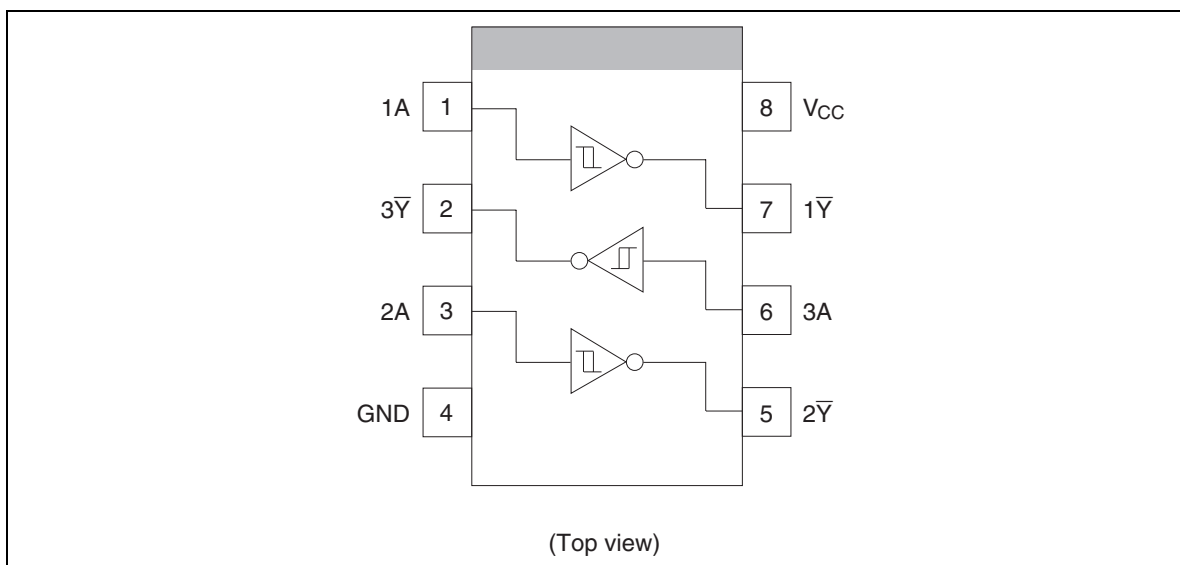 1A 1 8 VCC
3Y̅ 2 7 1Y̅
2A 3 6 3A
GND 4 5 2Y̅
(Top view)